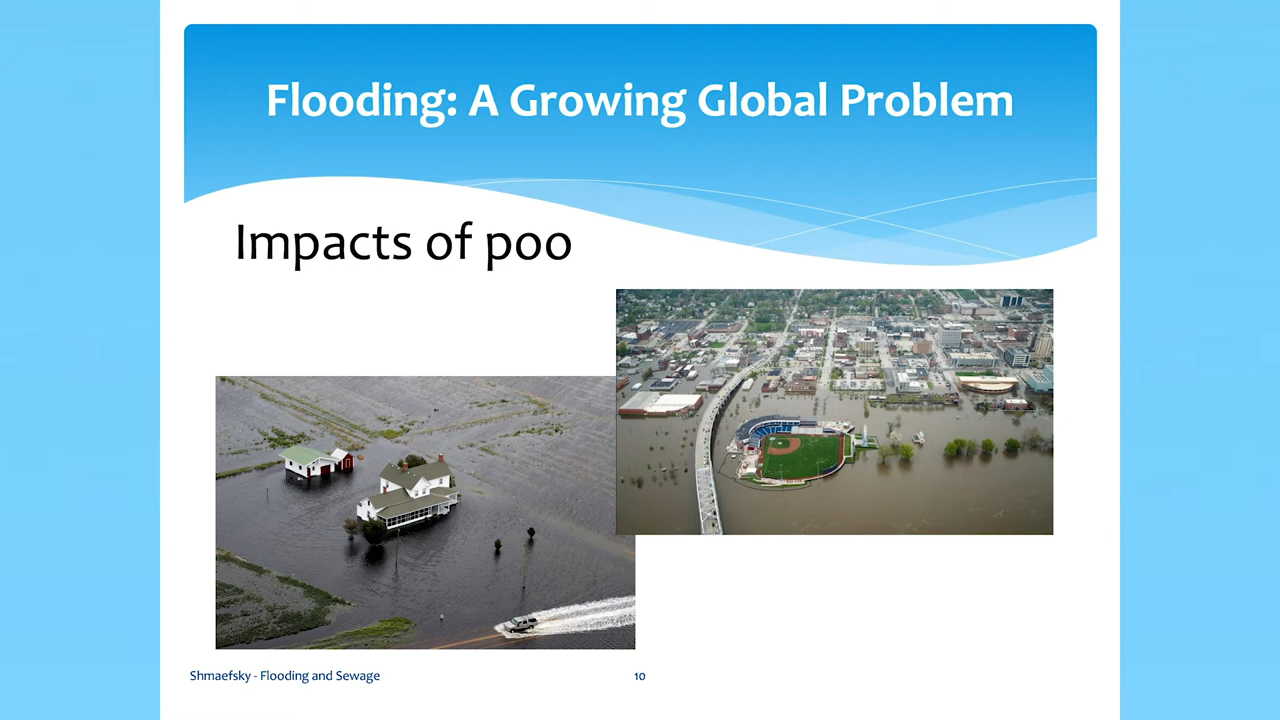 Flooding: A Growing Global Problem
Impacts of poo
Shmaefsky - Flooding and Sewage
10